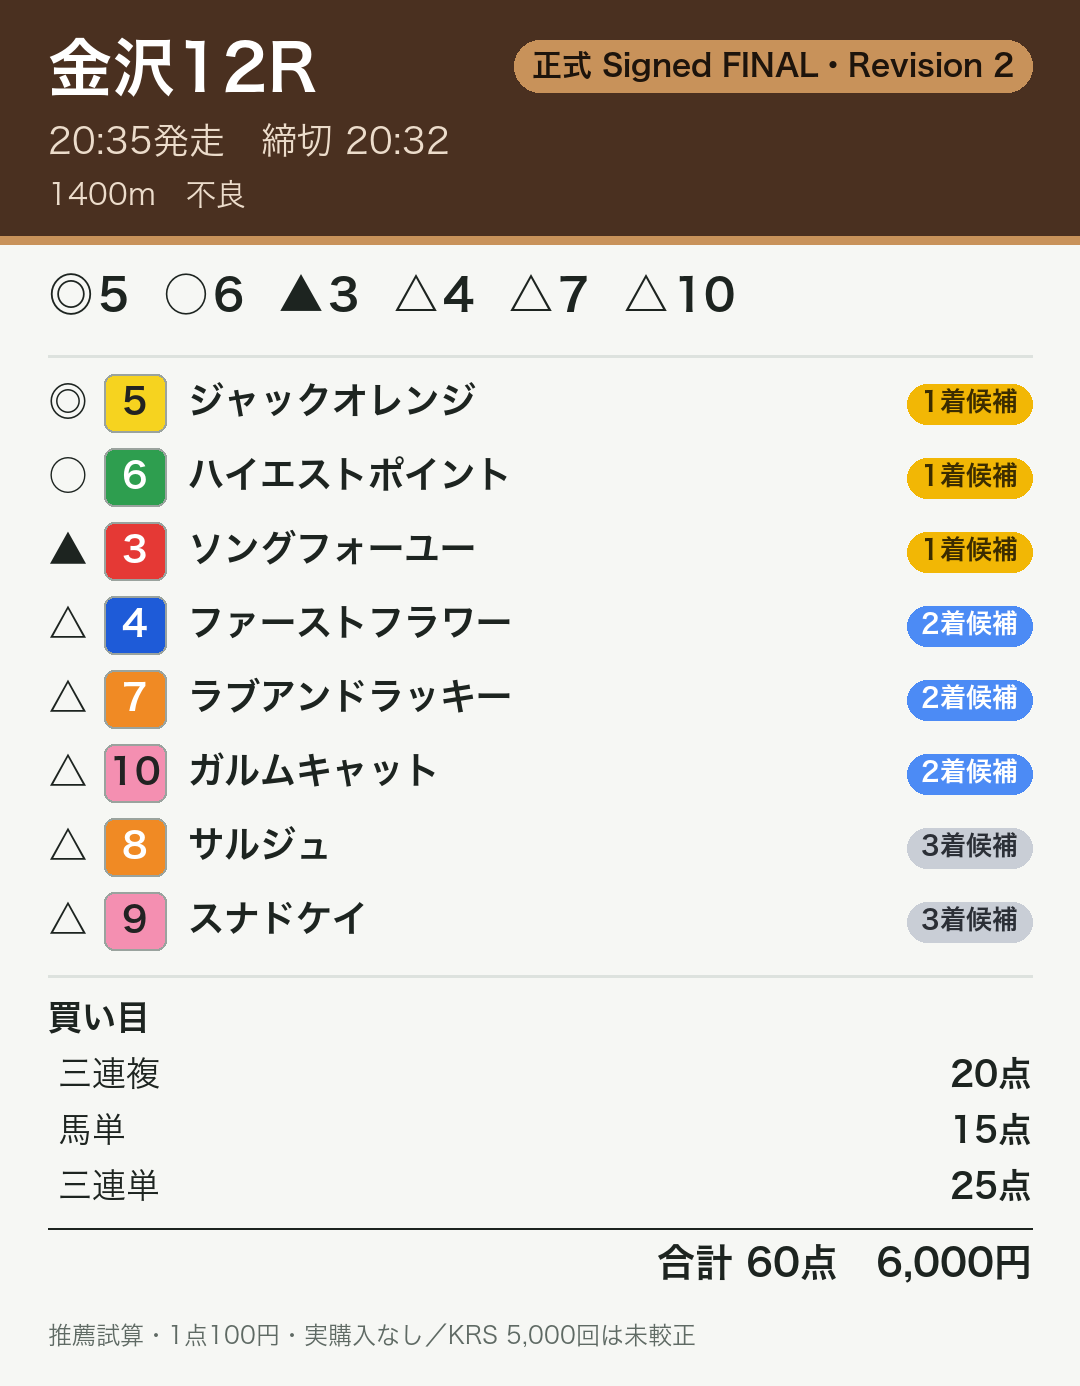 金沢12R 正式 Signed FINAL・Revision 2
20:35発走 締切 20:32
1400m 不良
◎5 ○6 ▲3 △4 △7 △10
◎ 5 ジャックオレンジ 1着候補
○ 6 ハイエストポイント 1着候補
▲ 3 ソングフォーユー 1着候補
△ 4 ファーストフラワー 2着候補
△ 7 ラブアンドラッキー 2着候補
△ 10 ガルムキャット 2着候補
△ 8 サルジュ 3着候補
△ 9 スナドケイ 3着候補
買い目
三連複 20点
馬単 15点
三連単 25点
合計 60点 6,000円
推薦試算・1点100円・実購入なし／KRS 5,000回は未較正